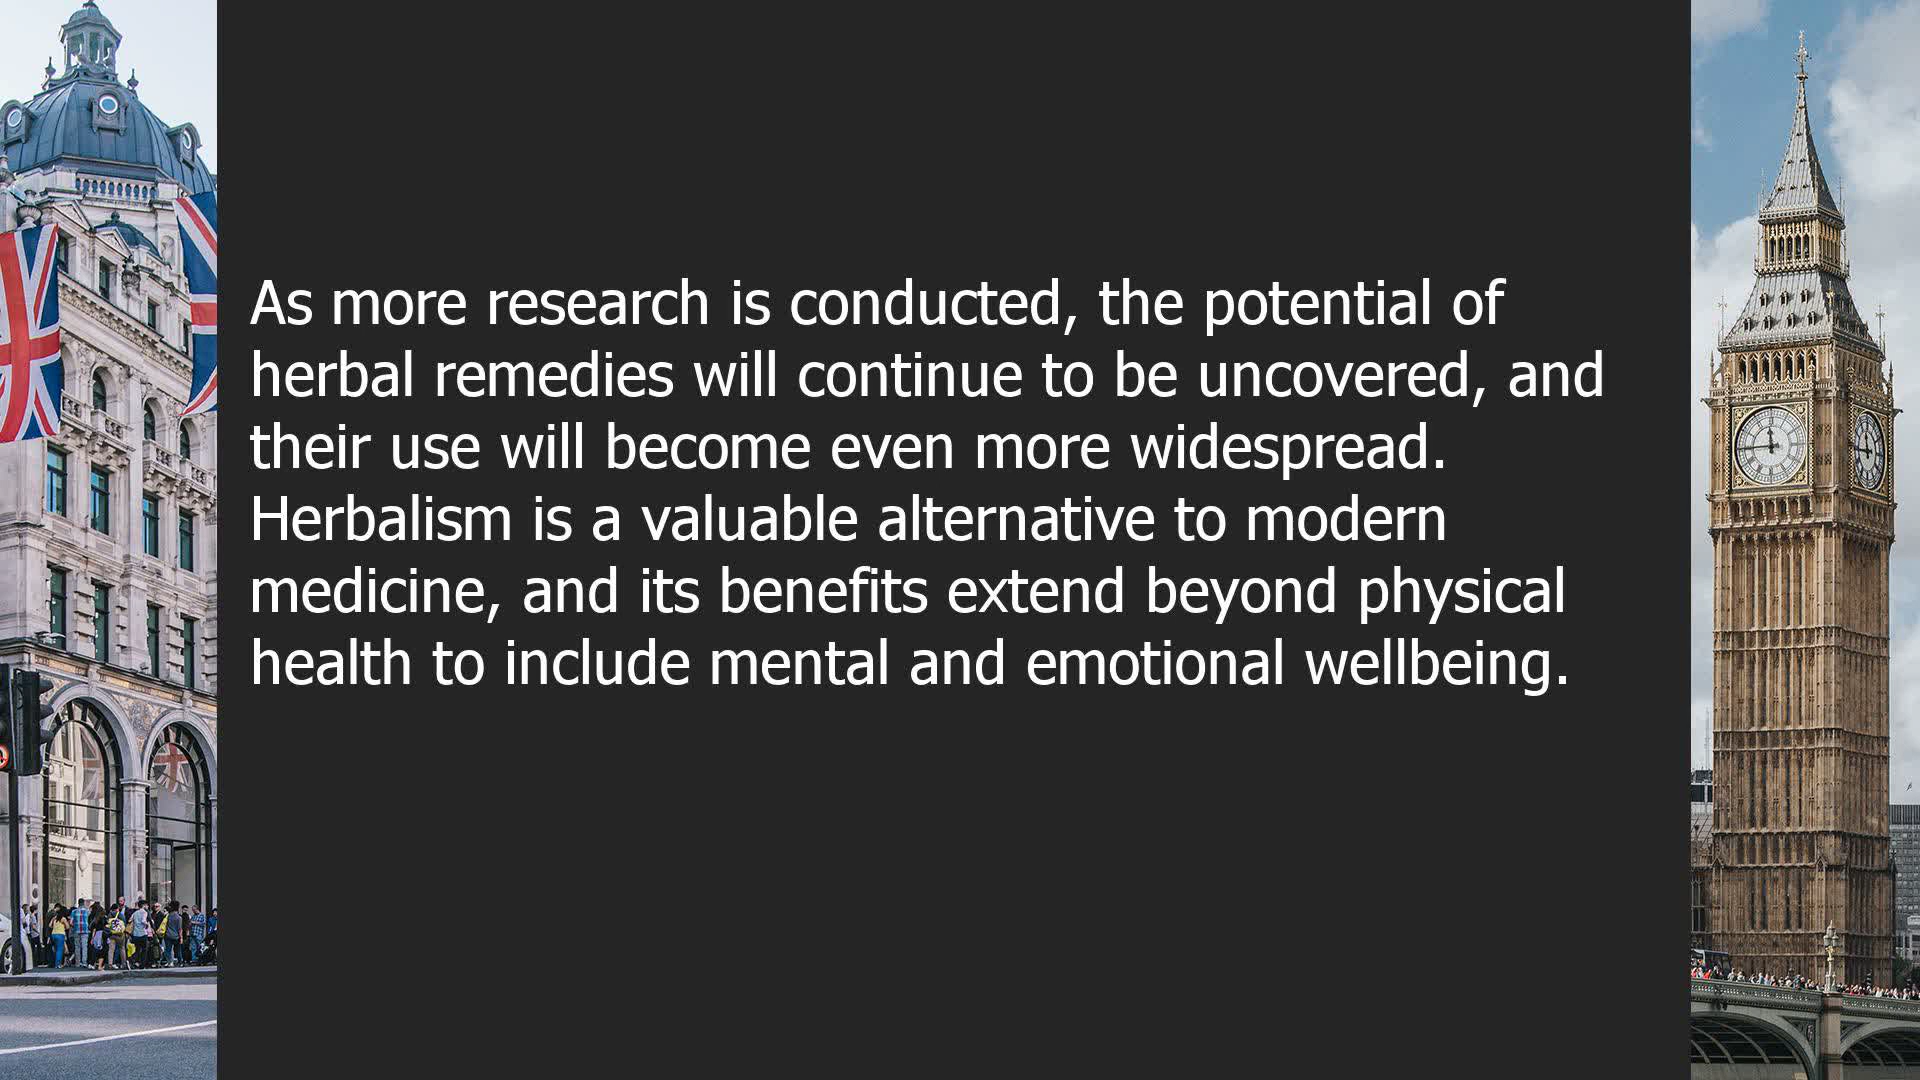 As more research is conducted, the potential of
herbal remedies will continue to be uncovered, and
their use will become even more widespread.
Herbalism is a valuable alternative to modern
medicine, and its benefits extend beyond physical
health to include mental and emotional wellbeing.